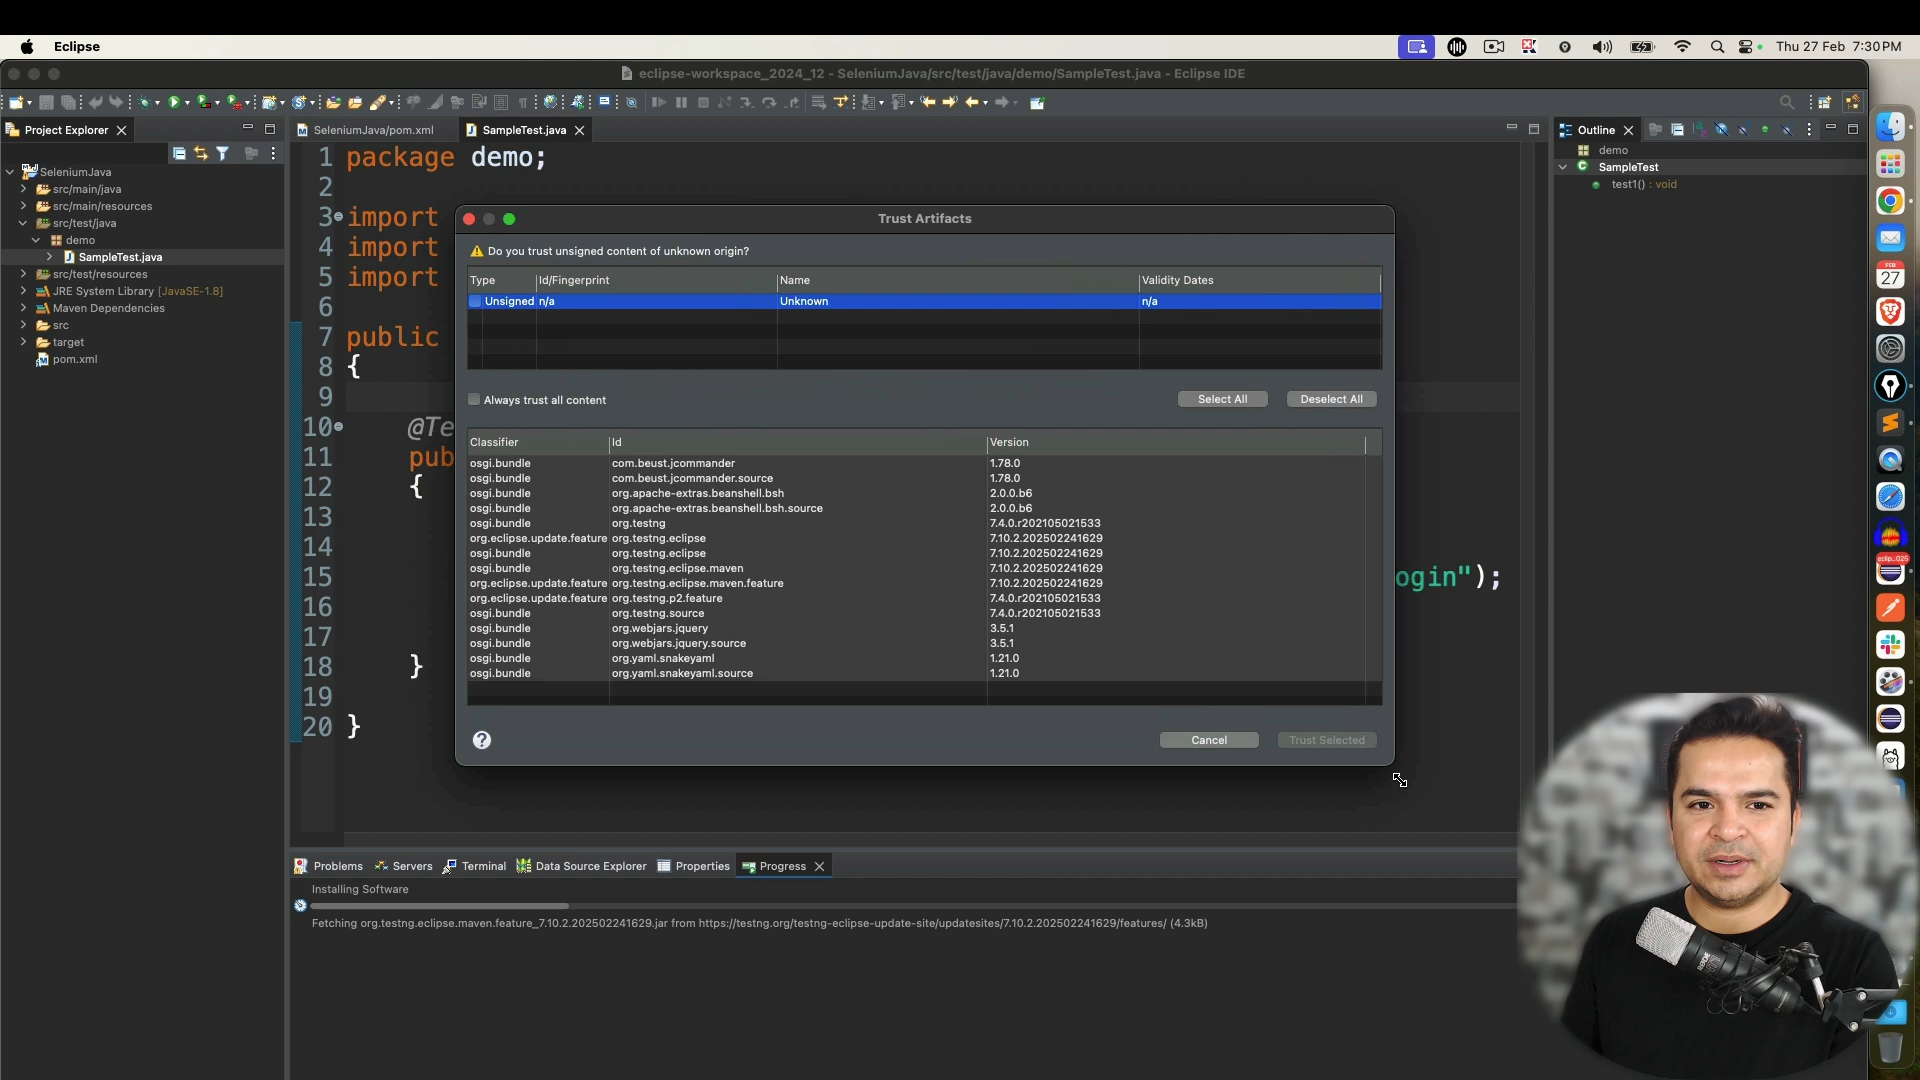 Eclipse
Thu 27 Feb 7:30 PM
eclipse-workspace_2024_12 - SeleniumJava/src/test/java/demo/SampleTest.java - Eclipse IDE
Project Explorer
SeleniumJava
src/main/java
src/main/resources
src/test/java
demo
SampleTest.java
src/test/resources
JRE System Library [JavaSE-1.8]
Maven Dependencies
src
target
pom.xml
SeleniumJava/pom.xml
SampleTest.java
1 package demo;
2
3 import
4 import
5 import
6
7 public
8 {
9
10 @Te
11 pub
12 {
13
14
15 ogin");
16
17
18 }
19
20 }
Trust Artifacts
Do you trust unsigned content of unknown origin?
Type Id/Fingerprint Name Validity Dates
Unsigned n/a Unknown n/a
Always trust all content
Select All
Deselect All
Classifier Id Version
osgi.bundle com.beust.jcommander 1.78.0
osgi.bundle com.beust.jcommander.source 1.78.0
osgi.bundle org.apache-extras.beanshell.bsh 2.0.0.b6
osgi.bundle org.apache-extras.beanshell.bsh.source 2.0.0.b6
osgi.bundle org.testng 7.4.0.r202105021533
org.eclipse.update.feature org.testng.eclipse 7.10.2.202502241629
osgi.bundle org.testng.eclipse 7.10.2.202502241629
osgi.bundle org.testng.eclipse.maven 7.10.2.202502241629
org.eclipse.update.feature org.testng.eclipse.maven.feature 7.10.2.202502241629
org.eclipse.update.feature org.testng.p2.feature 7.4.0.r202105021533
osgi.bundle org.testng.source 7.4.0.r202105021533
osgi.bundle org.webjars.jquery 3.5.1
osgi.bundle org.webjars.jquery.source 3.5.1
osgi.bundle org.yaml.snakeyaml 1.21.0
osgi.bundle org.yaml.snakeyaml.source 1.21.0
?
Cancel
Trust Selected
Outline
demo
SampleTest
test1() : void
FEB
27
Problems
Servers
Terminal
Data Source Explorer
Properties
Progress
Installing Software
Fetching org.testng.eclipse.maven.feature_7.10.2.202502241629.jar from https://testng.org/testng-eclipse-update-site/updatesites/7.10.2.202502241629/features/ (4.3kB)